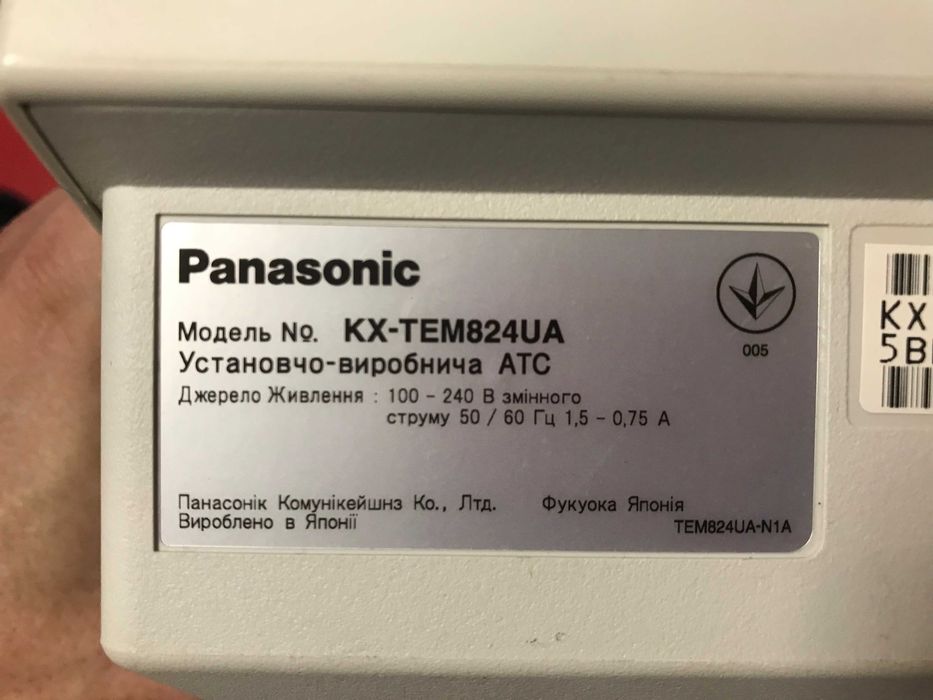 Panasonic
Модель No. KX-TEM824UA
Установчо-виробнича АТС
Джерело Живлення : 100 – 240 В змінного
струму 50 / 60 Гц 1,5 – 0,75 А
005
Панасонік Комунікейшнз Ко., Лтд. Фукуока Японія
Вироблено в Японії
TEM824UA-N1A
KX